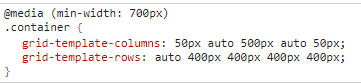 @media (min-width: 700px)
.container {
  grid-template-columns: 50px auto 500px auto 50px;
  grid-template-rows: auto 400px 400px 400px 400px;
}